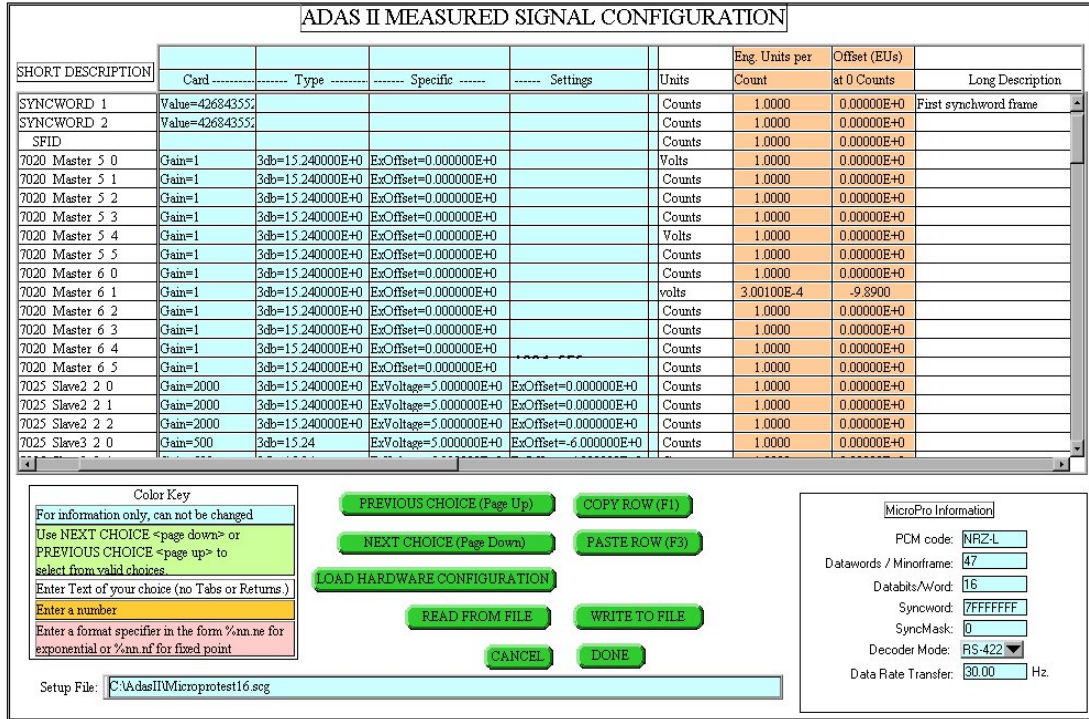 ADAS II MEASURED SIGNAL CONFIGURATION
Eng. Units per Offset (EUs)
SHORT DESCRIPTION Card ---------- ------- Type --------- ------- Specific ------ ------ Settings Units Count at 0 Counts Long Description
SYNCWORD 1 Value=426843552 Counts 1.0000 0.00000E+0 First synchword frame
SYNCWORD 2 Value=426843552 Counts 1.0000 0.00000E+0
SFID Counts 1.0000 0.00000E+0
7020 Master 5 0 Gain=1 3db=15.240000E+0 ExOffset=0.000000E+0 Volts 1.0000 0.00000E+0
7020 Master 5 1 Gain=1 3db=15.240000E+0 ExOffset=0.000000E+0 Counts 1.0000 0.00000E+0
7020 Master 5 2 Gain=1 3db=15.240000E+0 ExOffset=0.000000E+0 Counts 1.0000 0.00000E+0
7020 Master 5 3 Gain=1 3db=15.240000E+0 ExOffset=0.000000E+0 Counts 1.0000 0.00000E+0
7020 Master 5 4 Gain=1 3db=15.240000E+0 ExOffset=0.000000E+0 Volts 1.0000 0.00000E+0
7020 Master 5 5 Gain=1 3db=15.240000E+0 ExOffset=0.000000E+0 Counts 1.0000 0.00000E+0
7020 Master 6 0 Gain=1 3db=15.240000E+0 ExOffset=0.000000E+0 Counts 1.0000 0.00000E+0
7020 Master 6 1 Gain=1 3db=15.240000E+0 ExOffset=0.000000E+0 volts 3.00100E-4 -9.8900
7020 Master 6 2 Gain=1 3db=15.240000E+0 ExOffset=0.000000E+0 Counts 1.0000 0.00000E+0
7020 Master 6 3 Gain=1 3db=15.240000E+0 ExOffset=0.000000E+0 Counts 1.0000 0.00000E+0
7020 Master 6 4 Gain=1 3db=15.240000E+0 ExOffset=0.000000E+0 Counts 1.0000 0.00000E+0
7020 Master 6 5 Gain=1 3db=15.240000E+0 ExOffset=0.000000E+0 Counts 1.0000 0.00000E+0
7025 Slave2 2 0 Gain=2000 3db=15.240000E+0 ExVoltage=5.000000E+0 ExOffset=0.000000E+0 Counts 1.0000 0.00000E+0
7025 Slave2 2 1 Gain=2000 3db=15.240000E+0 ExVoltage=5.000000E+0 ExOffset=0.000000E+0 Counts 1.0000 0.00000E+0
7025 Slave2 2 2 Gain=2000 3db=15.240000E+0 ExVoltage=5.000000E+0 ExOffset=0.000000E+0 Counts 1.0000 0.00000E+0
7025 Slave3 2 0 Gain=500 3db=15.24 ExVoltage=5.000000E+0 ExOffset=-6.000000E+0 Counts 1.0000 0.00000E+0
Color Key
For information only, can not be changed
Use NEXT CHOICE <page down> or
PREVIOUS CHOICE <page up> to
select from valid choices.
Enter Text of your choice (no Tabs or Returns.)
Enter a number
Enter a format specifier in the form %nn.ne for
exponential or %nn.nf for fixed point
PREVIOUS CHOICE (Page Up) COPY ROW (F1)
NEXT CHOICE (Page Down) PASTE ROW (F3)
LOAD HARDWARE CONFIGURATION
READ FROM FILE WRITE TO FILE
CANCEL DONE
MicroPro Information
PCM code: NRZ-L
Datawords / Minorframe: 47
Databits/Word: 16
Syncword: 7FFFFFFF
SyncMask: 0
Decoder Mode: RS-422
Data Rate Transfer: 30.00 Hz.
Setup File: C:\AdasII\Microprotest16.scg